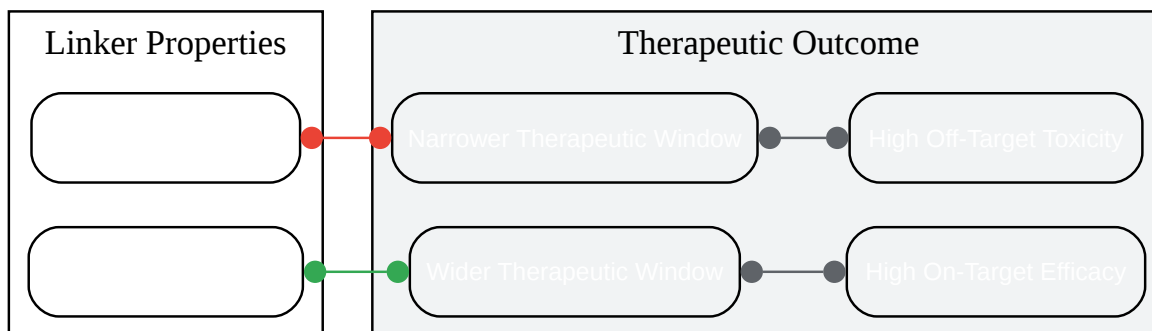 Linker Properties
Therapeutic Outcome
Narrower Therapeutic Window
High Off-Target Toxicity
Wider Therapeutic Window
High On-Target Efficacy